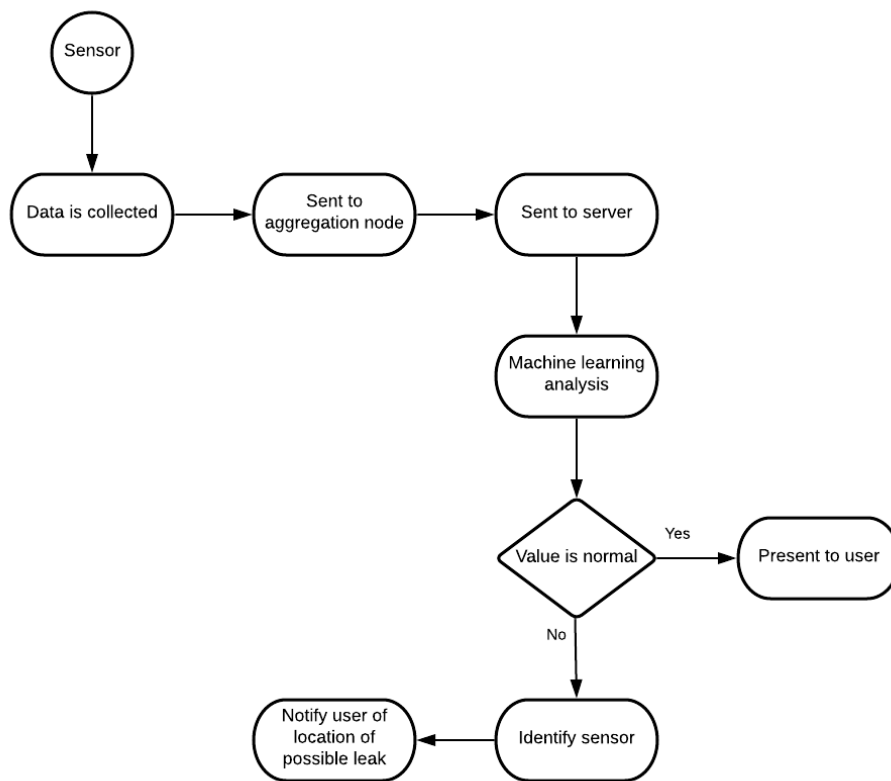 Sensor
Data is collected
Sent to
aggregation node
Sent to server
Machine learning
analysis
Value is normal
Yes
Present to user
No
Identify sensor
Notify user of
location of
possible leak